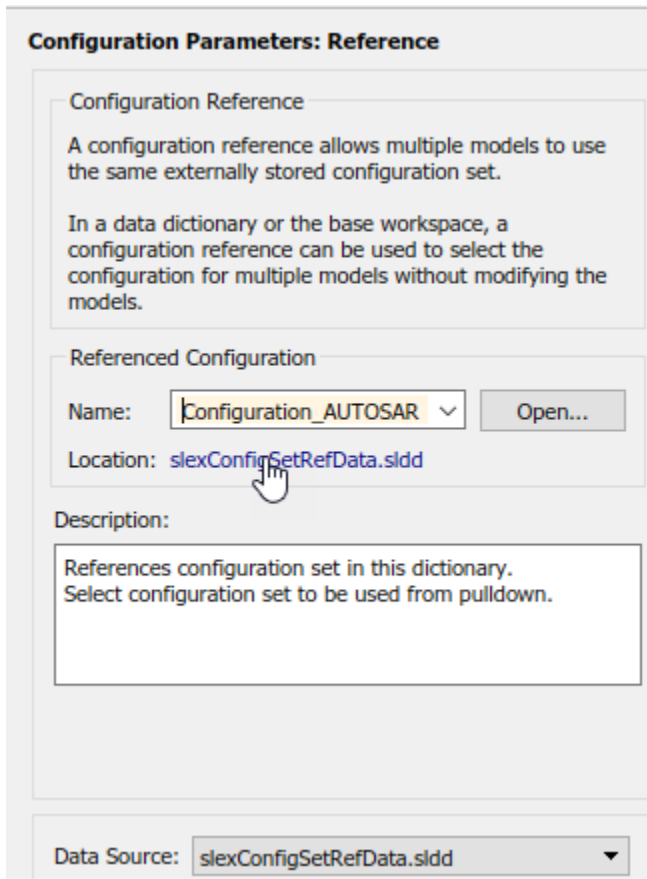 Configuration Parameters: Reference
Configuration Reference
A configuration reference allows multiple models to use
the same externally stored configuration set.
In a data dictionary or the base workspace, a
configuration reference can be used to select the
configuration for multiple models without modifying the
models.
Referenced Configuration
Name: Configuration_AUTOSAR Open...
Location: slexConfigSetRefData.sldd
Description:
References configuration set in this dictionary.
Select configuration set to be used from pulldown.
Data Source: slexConfigSetRefData.sldd